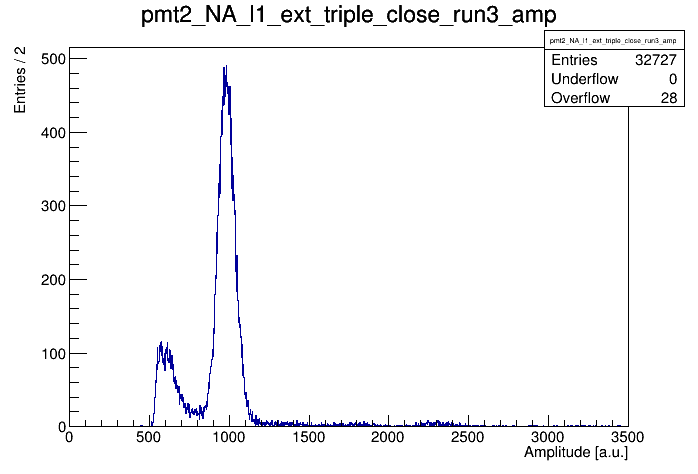 pmt2_NA_l1_ext_triple_close_run3_amp
pmt2_NA_l1_ext_triple_close_run3_amp
Entries 32727
Underflow 0
Overflow 28
Entries / 2
500
400
300
200
100
0
0 500 1000 1500 2000 2500 3000 3500
Amplitude [a.u.]